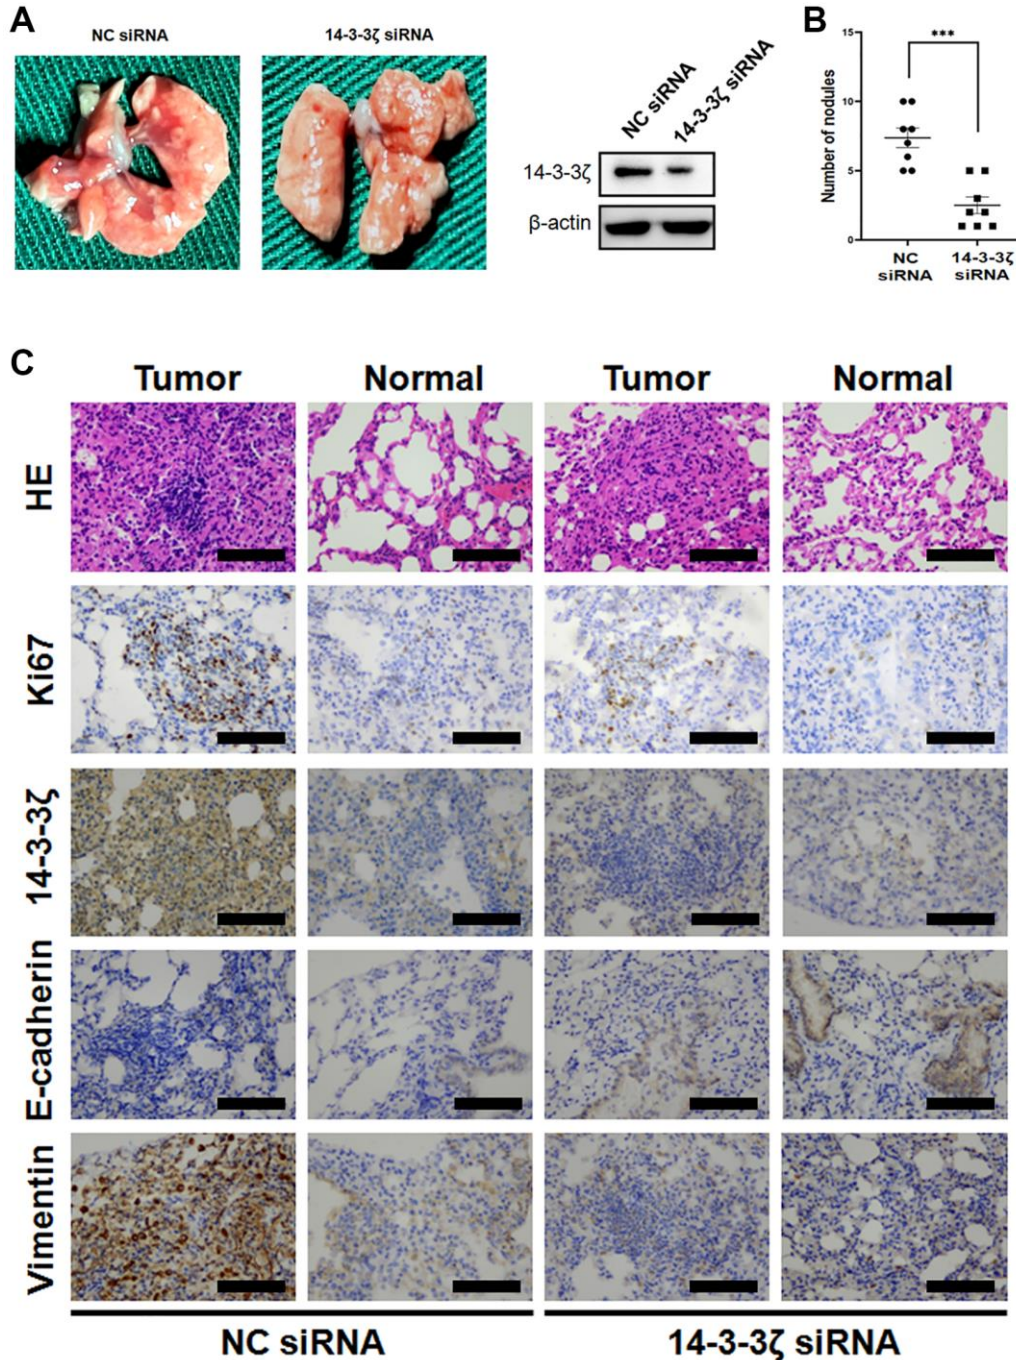 A
NC siRNA
14-3-3ζ siRNA
NC siRNA
14-3-3ζ siRNA
14-3-3ζ
β-actin
B
15
10
5
0
Number of nodules
***
NC
siRNA
14-3-3ζ
siRNA
C
Tumor
Normal
Tumor
Normal
HE
Ki67
14-3-3ζ
E-cadherin
Vimentin
NC siRNA
14-3-3ζ siRNA